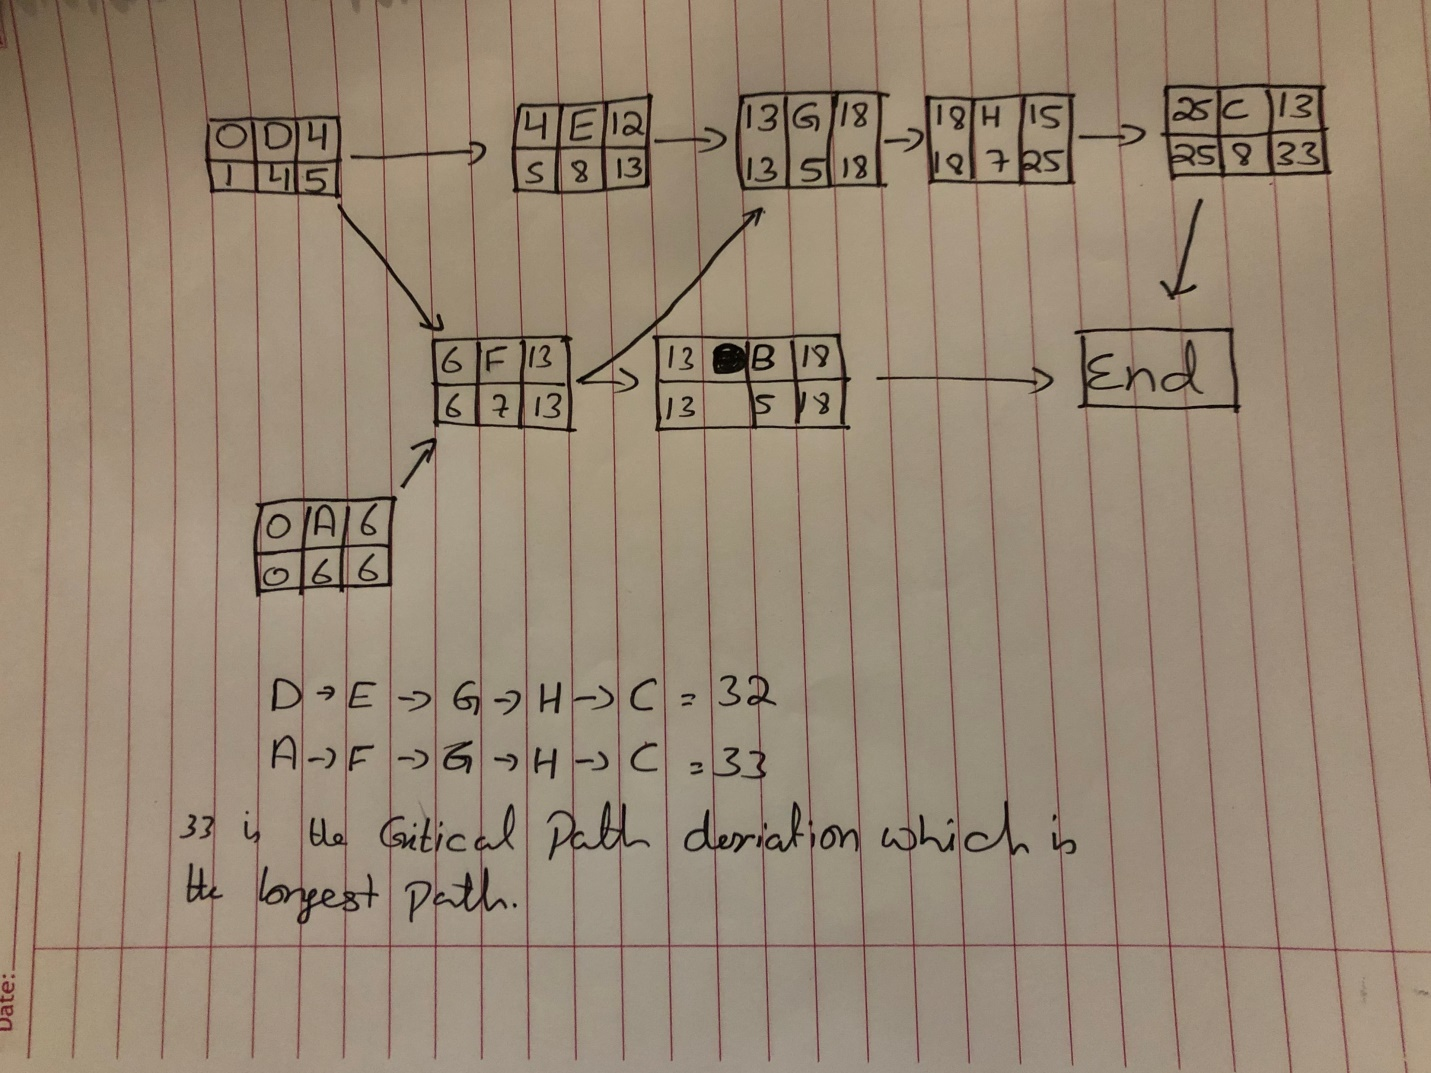 0 D 4
1 4 5
4 E 12
5 8 13
13 G 18
13 5 18
18 H 15
18 7 25
25 C 13
25 8 33
6 F 13
6 7 13
13 B 18
13 5 18
End
0 A 6
0 6 6
D → E → G → H → C = 32
A → F → G → H → C = 33
33 is the Critical Path deriation which is
the longest path.
Date: